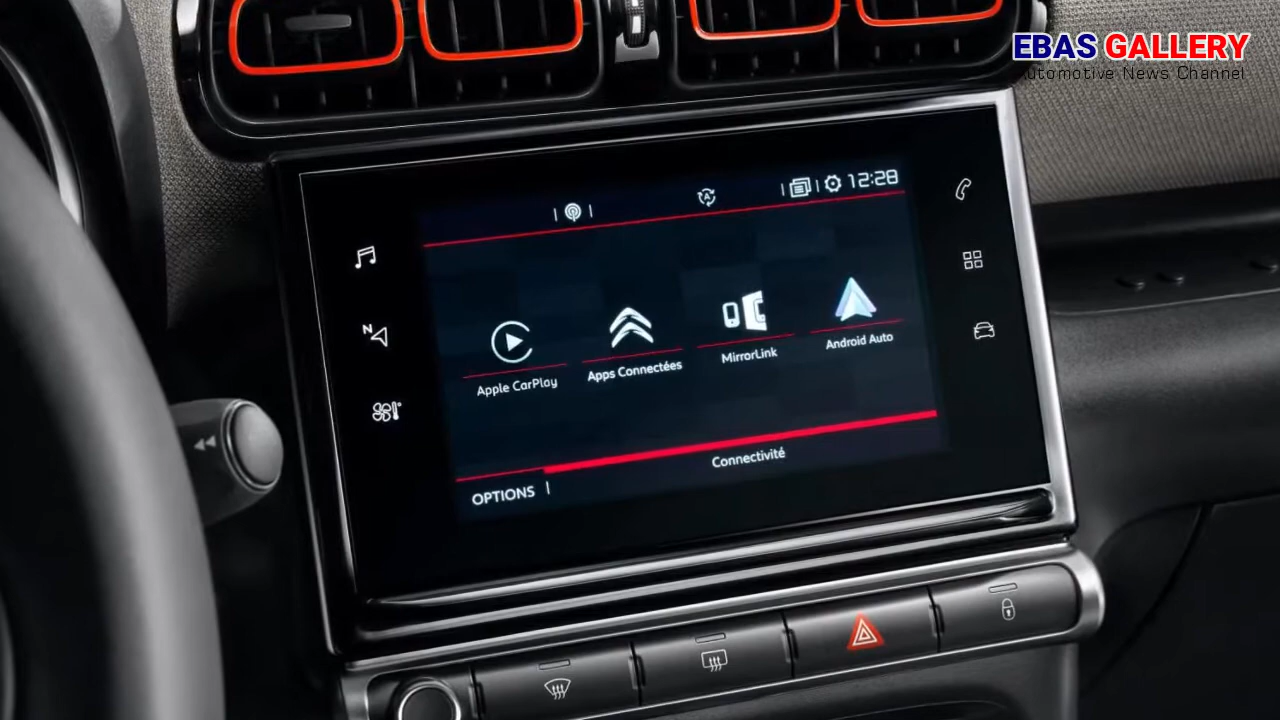 EBAS GALLERY
Automotive News Channel
12:28
N
Apple CarPlay
Apps Connectées
MirrorLink
Android Auto
Connectivité
OPTIONS